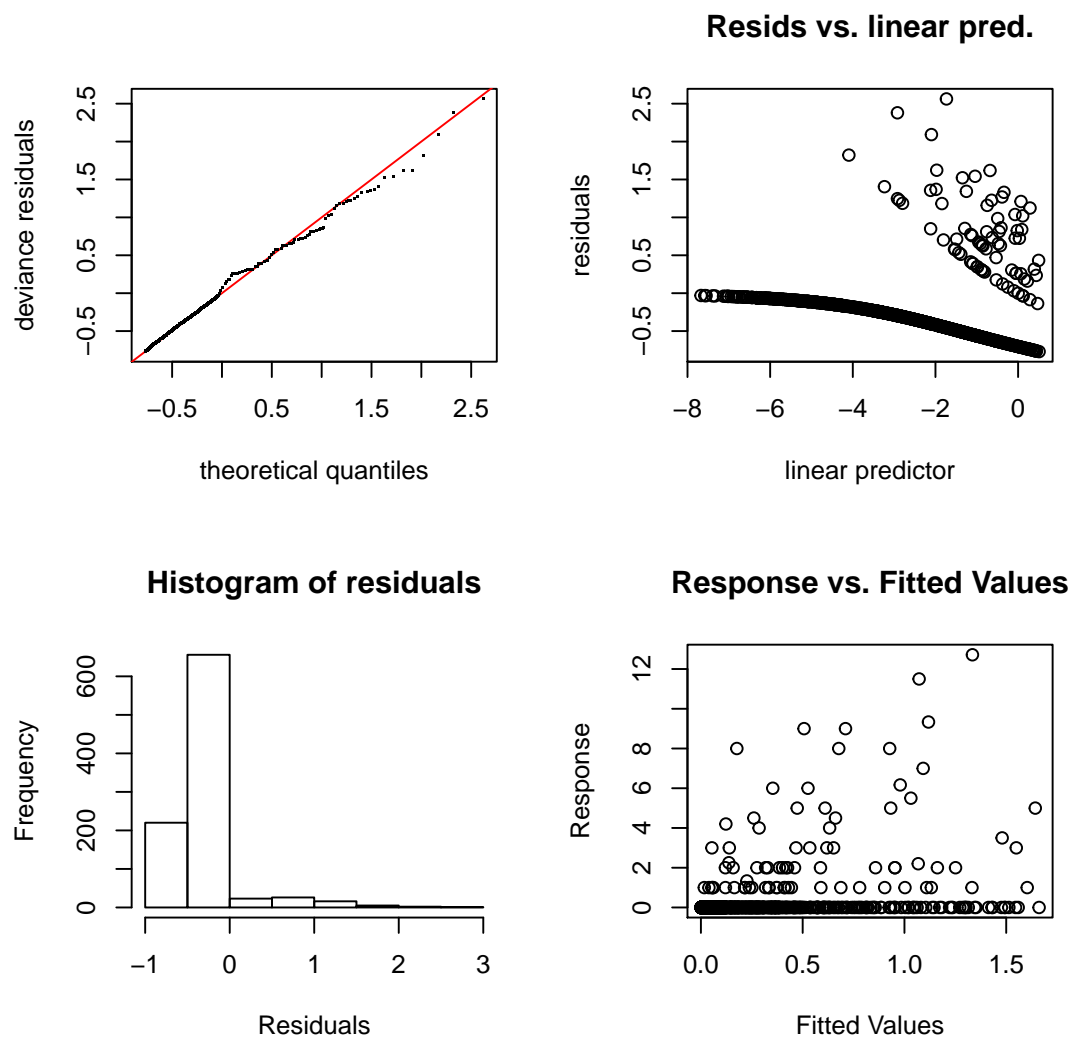 deviance residuals
2.5
1.5
0.5
−0.5
−0.5 0.5 1.5 2.5
theoretical quantiles
Resids vs. linear pred.
residuals
2.5
1.5
0.5
−0.5
−8 −6 −4 −2 0
linear predictor
Histogram of residuals
Frequency
600
400
200
0
−1 0 1 2 3
Residuals
Response vs. Fitted Values
Response
12
8
6
4
2
0
0.0 0.5 1.0 1.5
Fitted Values